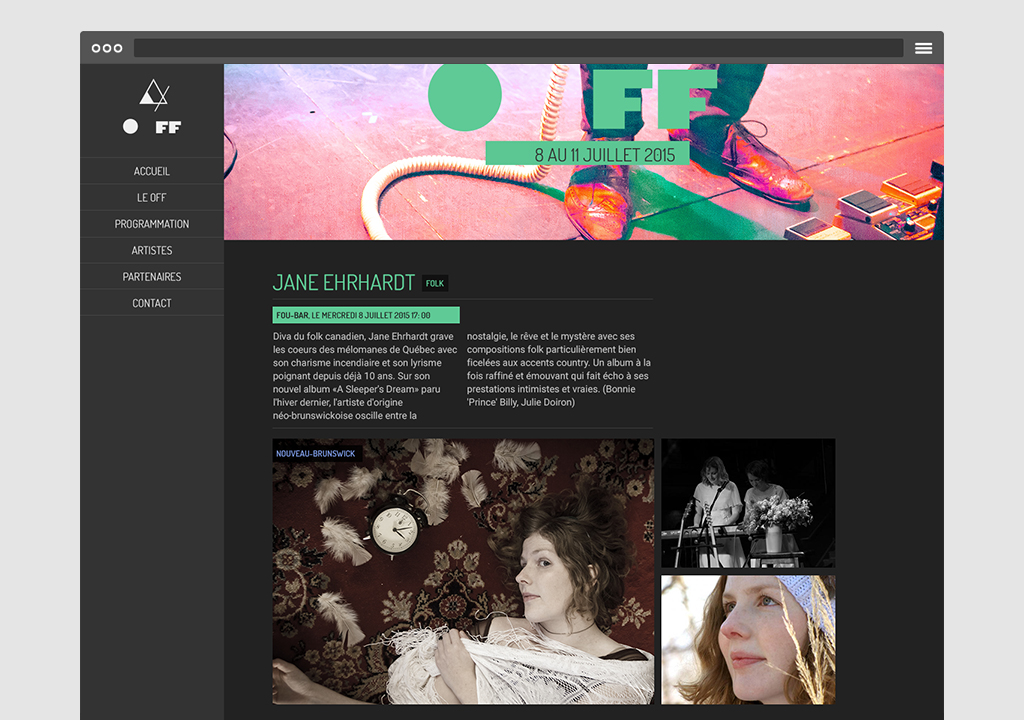 FF
ACCUEIL
LE OFF
PROGRAMMATION
ARTISTES
PARTENAIRES
CONTACT
FF
8 AU 11 JUILLET 2015
JANE EHRHARDT FOLK
FOU-BAR, LE MERCREDI 8 JUILLET 2015 17: 00
Diva du folk canadien, Jane Ehrhardt grave
les coeurs des mélomanes de Québec avec
son charisme incendiaire et son lyrisme
poignant depuis déjà 10 ans. Sur son
nouvel album «A Sleeper's Dream» paru
l'hiver dernier, l'artiste d'origine
néo-brunswickoise oscille entre la
nostalgie, le rêve et le mystère avec ses
compositions folk particulièrement bien
ficelées aux accents country. Un album à la
fois raffiné et émouvant qui fait écho à ses
prestations intimistes et vraies. (Bonnie
'Prince' Billy, Julie Doiron)
NOUVEAU-BRUNSWICK